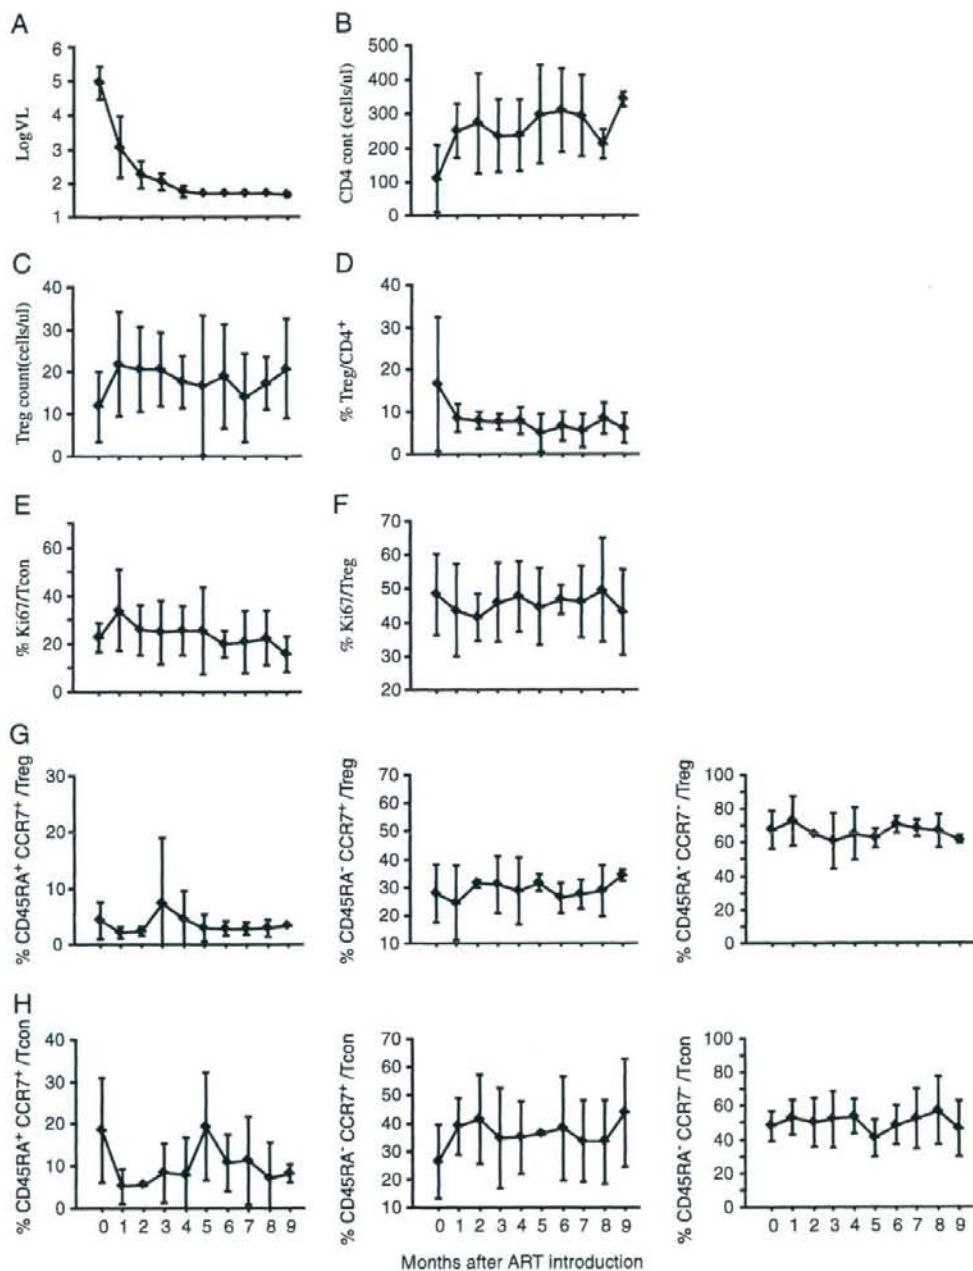 A
LogVL
6
5
4
3
2
1
B
CD4 cont (cells/ul)
500
400
300
200
100
0
C
Treg count(cells/ul)
40
30
20
10
0
D
% Treg/CD4+
40
30
20
10
0
E
% Ki67/Tcon
60
40
20
0
F
% Ki67/Treg
70
60
50
40
30
20
G
% CD45RA+ CCR7+ /Treg
30
20
10
0
% CD45RA- CCR7+ /Treg
70
60
50
40
30
20
10
% CD45RA- CCR7- /Treg
100
80
60
40
20
0
H
% CD45RA+ CCR7+ /Tcon
40
30
20
10
0
0 1 2 3 4 5 6 7 8 9
% CD45RA- CCR7+ /Tcon
70
60
50
40
30
20
10
0 1 2 3 4 5 6 7 8 9
% CD45RA- CCR7- /Tcon
100
80
60
40
20
0
0 1 2 3 4 5 6 7 8 9
Months after ART introduction